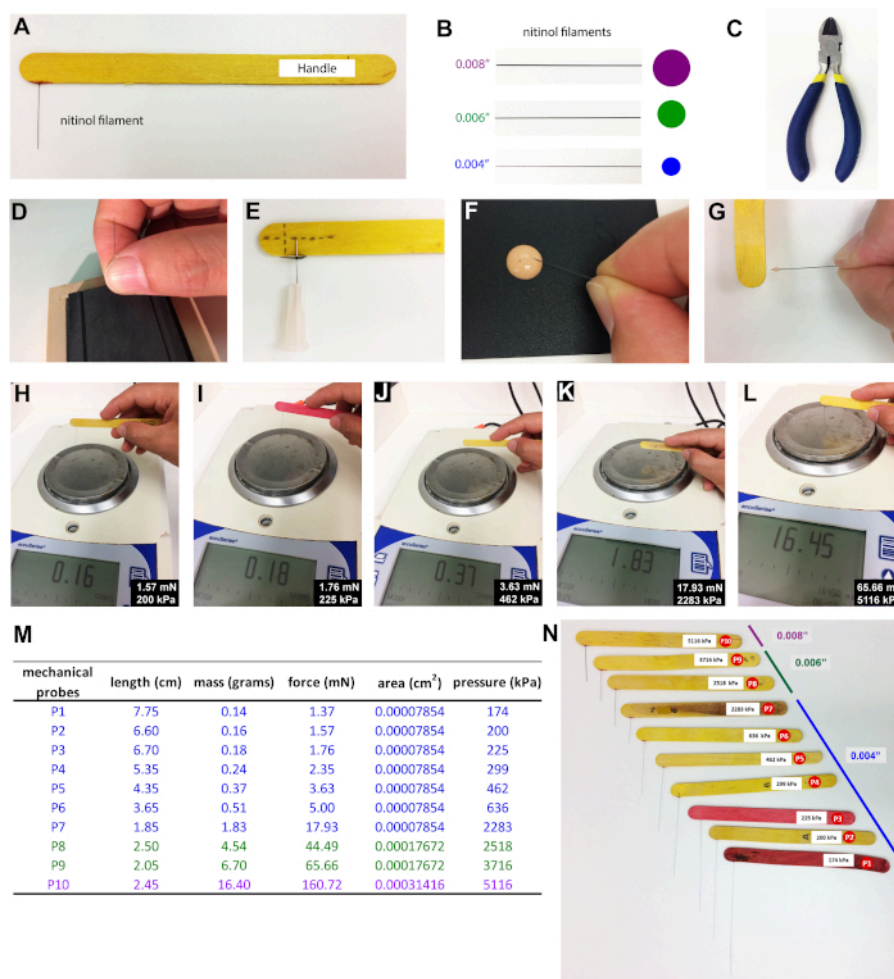 A
Handle
nitinol filament
B
nitinol filaments
0.008"
0.006"
0.004"
C
D
E
F
G
H
accuSeries
0.16
1.57 mN
200 kPa
I
accuSeries
0.18
1.76 mN
225 kPa
J
accuSeries
0.37
3.63 mN
462 kPa
K
accuSeries
1.83
17.93 mN
2283 kPa
L
accuSeries
16.45
65.66 m
5116 kPa
M
mechanical probes length (cm) mass (grams) force (mN) area (cm²) pressure (kPa)
P1 7.75 0.14 1.37 0.00007854 174
P2 6.60 0.16 1.57 0.00007854 200
P3 6.70 0.18 1.76 0.00007854 225
P4 5.35 0.24 2.35 0.00007854 299
P5 4.35 0.37 3.63 0.00007854 462
P6 3.65 0.51 5.00 0.00007854 636
P7 1.85 1.83 17.93 0.00007854 2283
P8 2.50 4.54 44.49 0.00017672 2518
P9 2.05 6.70 65.66 0.00017672 3716
P10 2.45 16.40 160.72 0.00031416 5116
N
0.008"
0.006"
0.004"
5116 kPa P10
3716 kPa P9
2518 kPa P8
2283 kPa P7
636 kPa P6
462 kPa P5
299 kPa P4
225 kPa P3
A 200 kPa P2
174 kPa P1